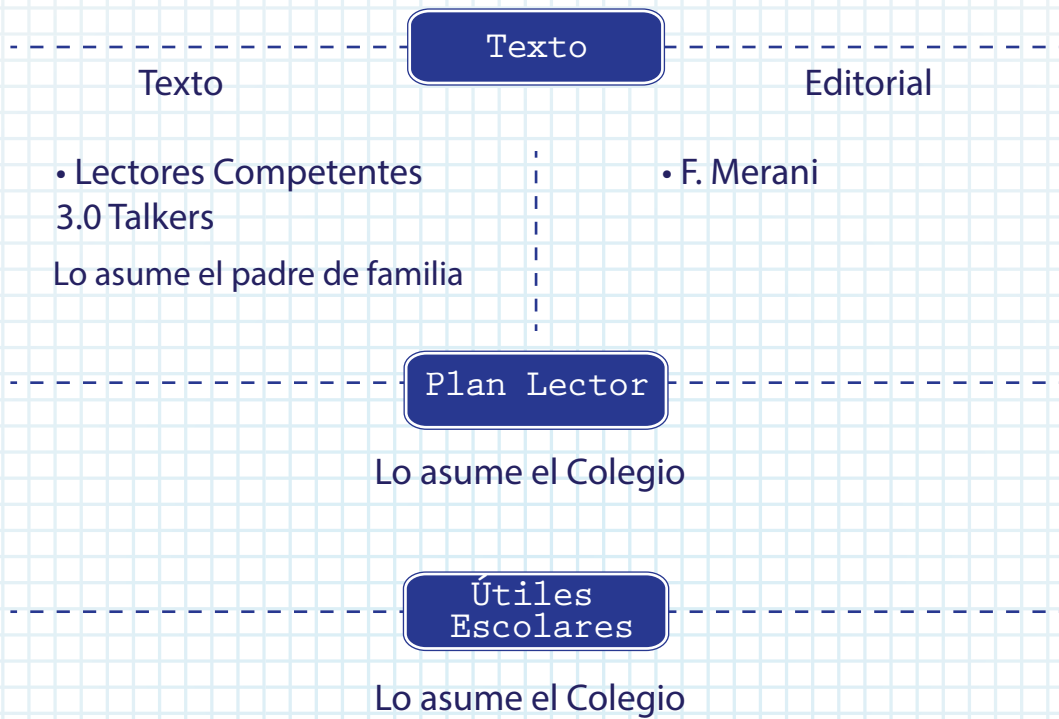 Texto
Texto
Editorial
• Lectores Competentes
3.0 Talkers
• F. Merani
Lo asume el padre de familia
Plan Lector
Lo asume el Colegio
Útiles
Escolares
Lo asume el Colegio